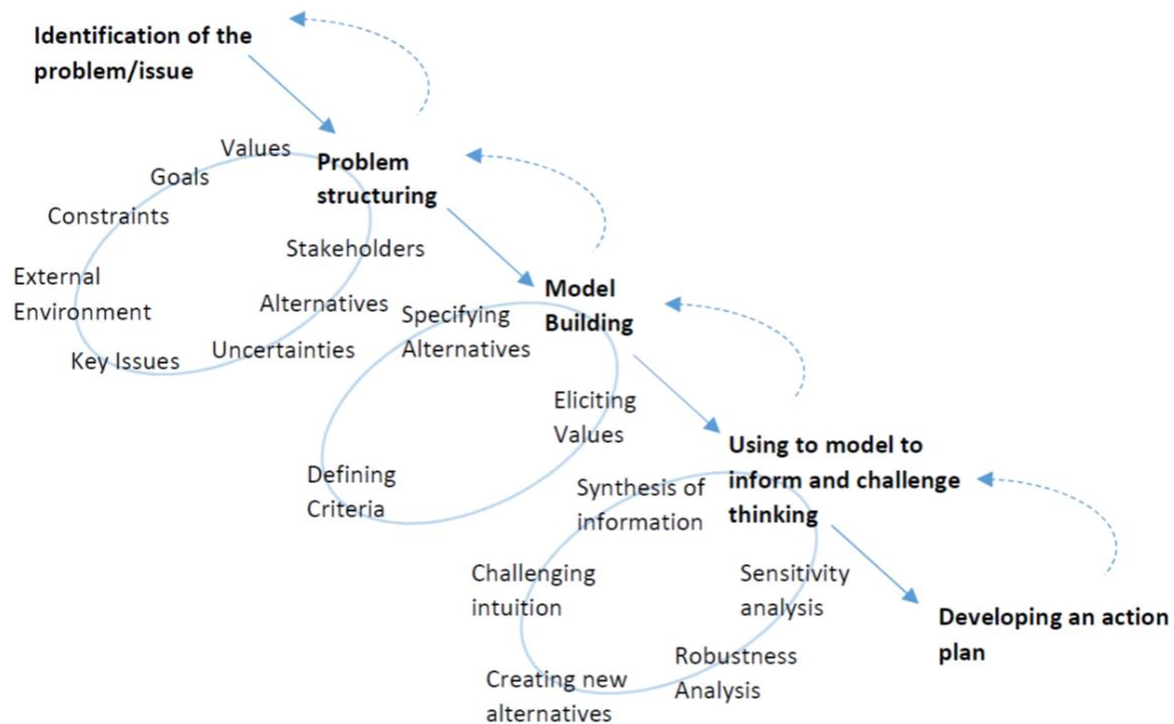 Identification of the
problem/issue
Values
Goals
Problem
structuring
Constraints
Stakeholders
External
Environment
Alternatives
Key Issues
Uncertainties
Model
Building
Specifying
Alternatives
Eliciting
Values
Defining
Criteria
Using to model to
inform and challenge
thinking
Synthesis of
information
Challenging
intuition
Sensitivity
analysis
Creating new
alternatives
Robustness
Analysis
Developing an action
plan